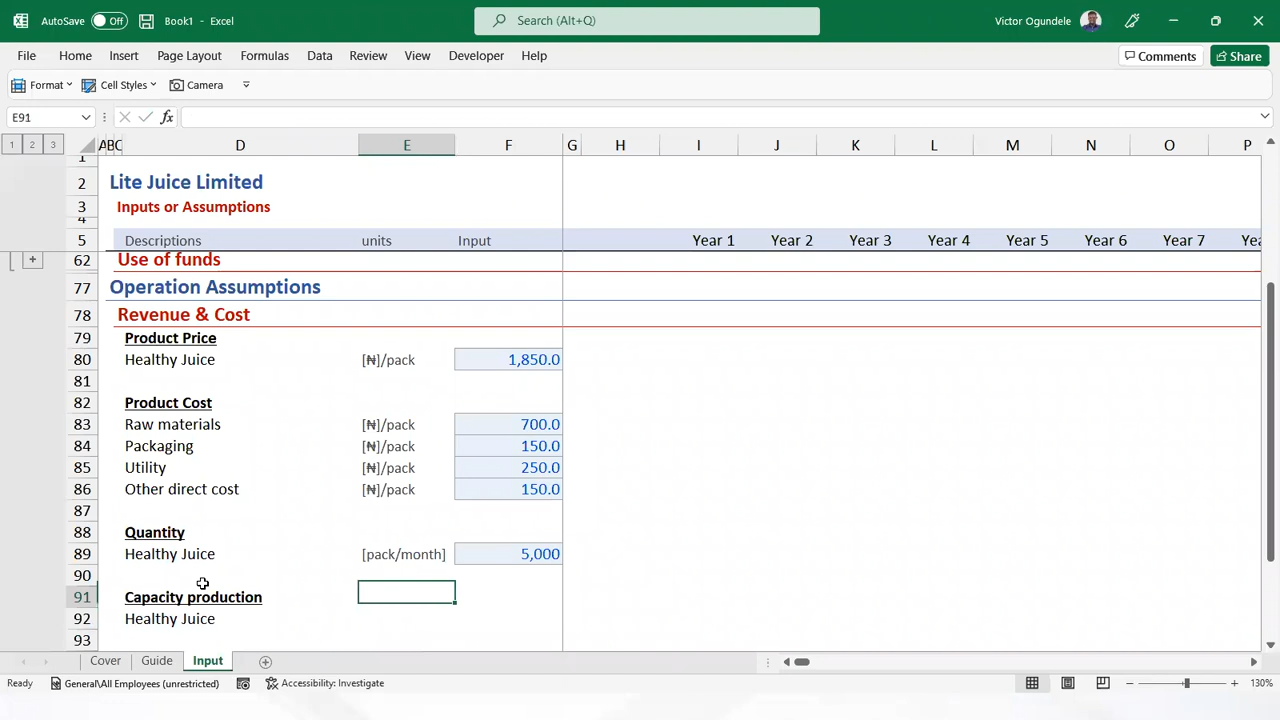 AutoSave Off Book1 - Excel Search (Alt+Q) Victor Ogundele
File Home Insert Page Layout Formulas Data Review View Developer Help Comments Share
Format Cell Styles Camera
E91 fx
1 2 3 A B C D E F G H I J K L M N O P
1
2 Lite Juice Limited
3 Inputs or Assumptions
4
5 Descriptions units Input Year 1 Year 2 Year 3 Year 4 Year 5 Year 6 Year 7 Yea
62 Use of funds
77 Operation Assumptions
78 Revenue & Cost
79 Product Price
80 Healthy Juice [₦]/pack 1,850.0
81
82 Product Cost
83 Raw materials [₦]/pack 700.0
84 Packaging [₦]/pack 150.0
85 Utility [₦]/pack 250.0
86 Other direct cost [₦]/pack 150.0
87
88 Quantity
89 Healthy Juice [pack/month] 5,000
90
91 Capacity production
92 Healthy Juice
93
Cover Guide Input
Ready General\All Employees (unrestricted) Accessibility: Investigate 130%